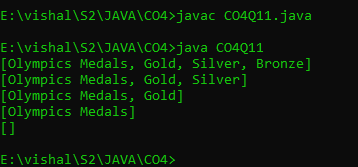 E:\vishal\S2\JAVA\CO4>javac CO4Q11.java
E:\vishal\S2\JAVA\CO4>java CO4Q11
[Olympics Medals, Gold, Silver, Bronze]
[Olympics Medals, Gold, Silver]
[Olympics Medals, Gold]
[Olympics Medals]
[]
E:\vishal\S2\JAVA\CO4>